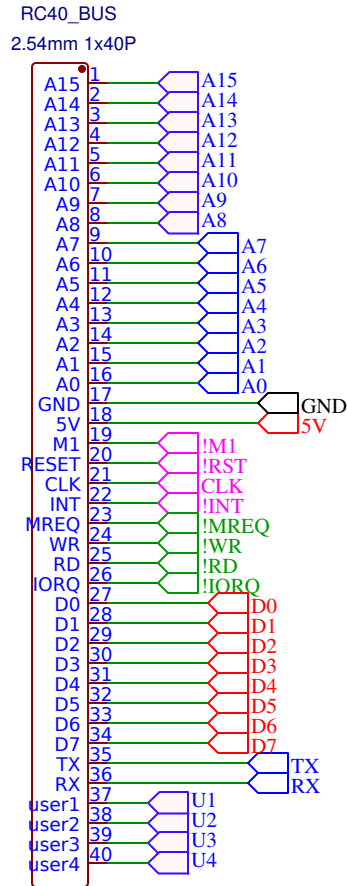 RC40_BUS
2.54mm 1x40P
A15 1 A15
A14 2 A14
A13 3 A13
A12 4 A12
A11 5 A11
A10 6 A10
A9 7 A9
A8 8 A8
A7 9 A7
A6 10 A6
A5 11 A5
A4 12 A4
A3 13 A3
A2 14 A2
A1 15 A1
A0 16 A0
GND 17 GND
5V 18 5V
M1 19 !M1
RESET 20 !RST
CLK 21 CLK
INT 22 !INT
MREQ 23 !MREQ
WR 24 !WR
RD 25 !RD
IORQ 26 !IORQ
D0 27 D0
D1 28 D1
D2 29 D2
D3 30 D3
D4 31 D4
D5 32 D5
D6 33 D6
D7 34 D7
TX 35 TX
RX 36 RX
user1 37 U1
user2 38 U2
user3 39 U3
user4 40 U4